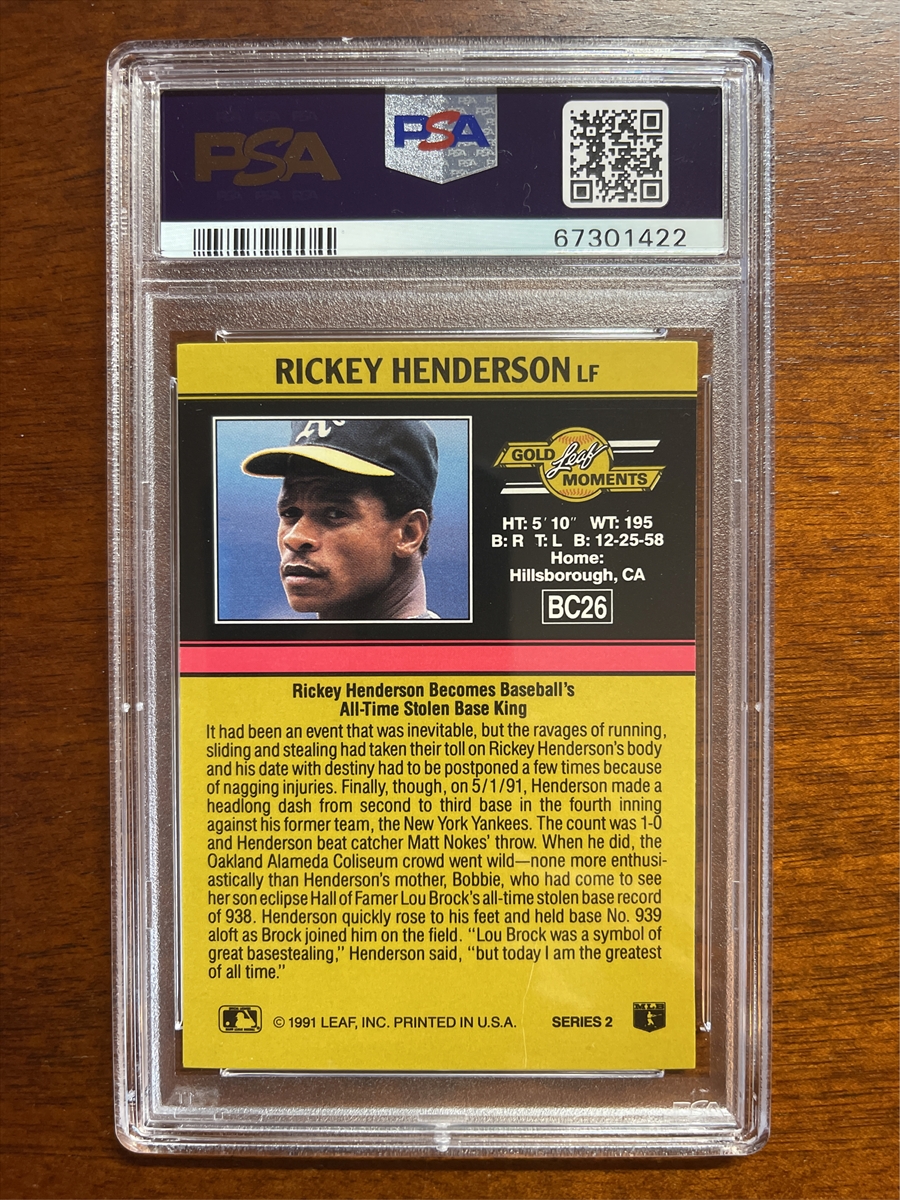 PSA
PSA
67301422
RICKEY HENDERSON LF
A's
GOLD Leaf MOMENTS
HT: 5' 10" WT: 195
B: R T: L B: 12-25-58
Home:
Hillsborough, CA
BC26
Rickey Henderson Becomes Baseball's
All-Time Stolen Base King
It had been an event that was inevitable, but the ravages of running,
sliding and stealing had taken their toll on Rickey Henderson's body
and his date with destiny had to be postponed a few times because
of nagging injuries. Finally, though, on 5/1/91, Henderson made a
headlong dash from second to third base in the fourth inning
against his former team, the New York Yankees. The count was 1-0
and Henderson beat catcher Matt Nokes' throw. When he did, the
Oakland Alameda Coliseum crowd went wild—none more enthusi-
astically than Henderson's mother, Bobbie, who had come to see
her son eclipse Hall of Famer Lou Brock's all-time stolen base record
of 938. Henderson quickly rose to his feet and held base No. 939
aloft as Brock joined him on the field. "Lou Brock was a symbol of
great basestealing," Henderson said, "but today I am the greatest
of all time."
© 1991 LEAF, INC. PRINTED IN U.S.A. SERIES 2
MLB
PSA